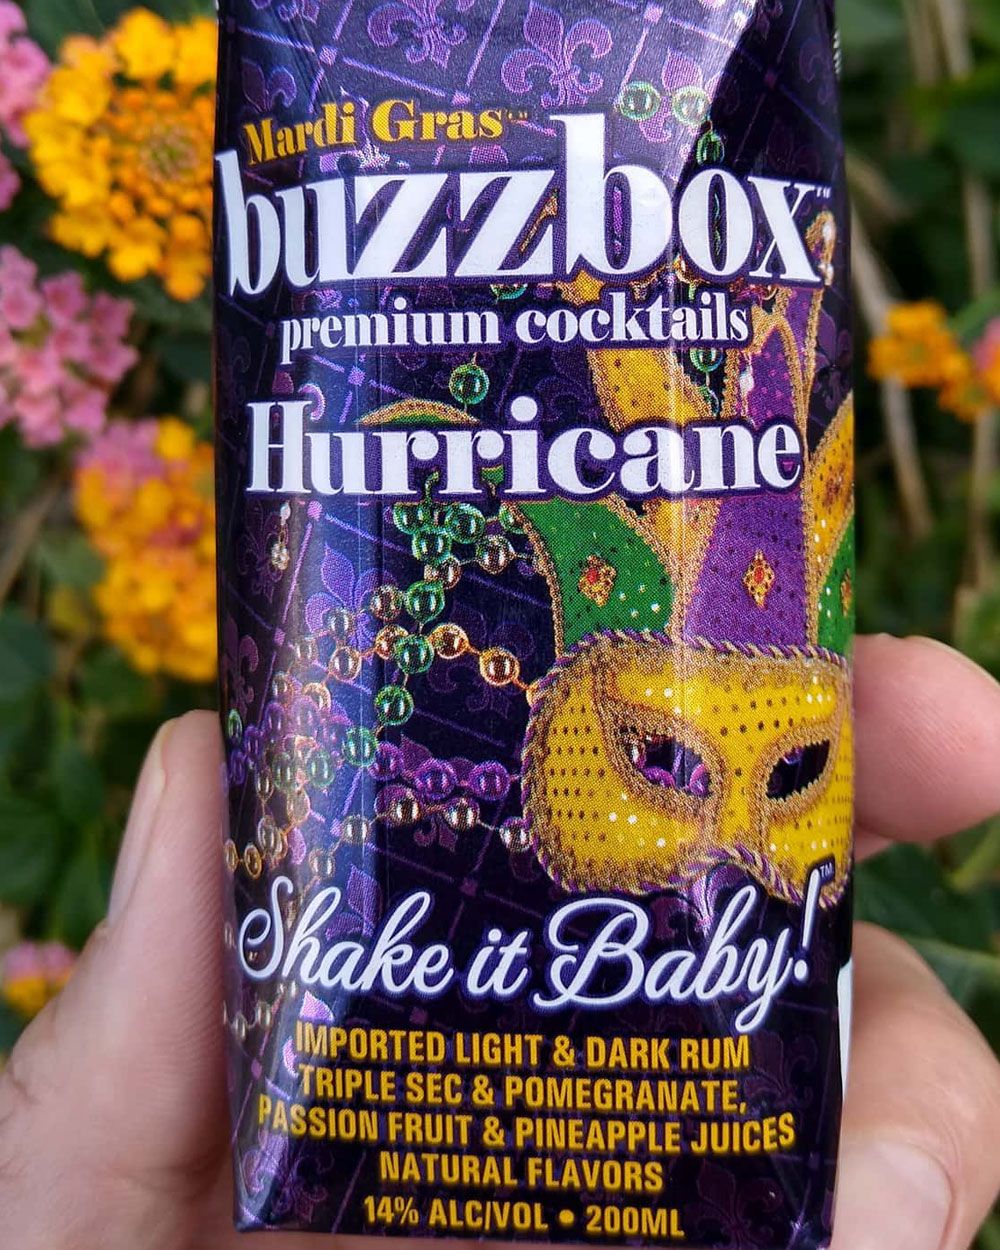 Mardi Gras™
buzzbox™
premium cocktails
Hurricane
Shake it Baby!™
IMPORTED LIGHT & DARK RUM
TRIPLE SEC & POMEGRANATE,
PASSION FRUIT & PINEAPPLE JUICES
NATURAL FLAVORS
14% ALC/VOL • 200ML